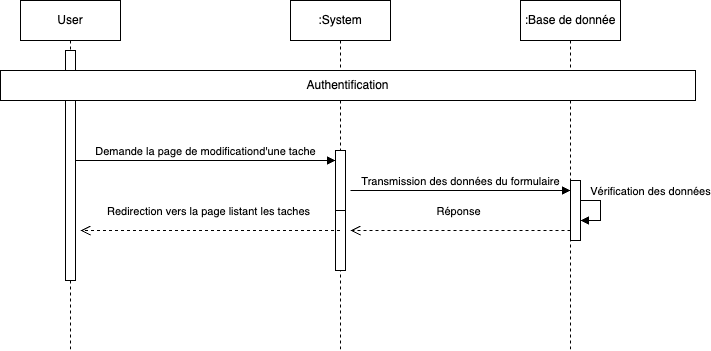 User
:System
:Base de donnée
Authentification
Demande la page de modificationd'une tache
Transmission des données du formulaire
Vérification des données
Redirection vers la page listant les taches
Réponse